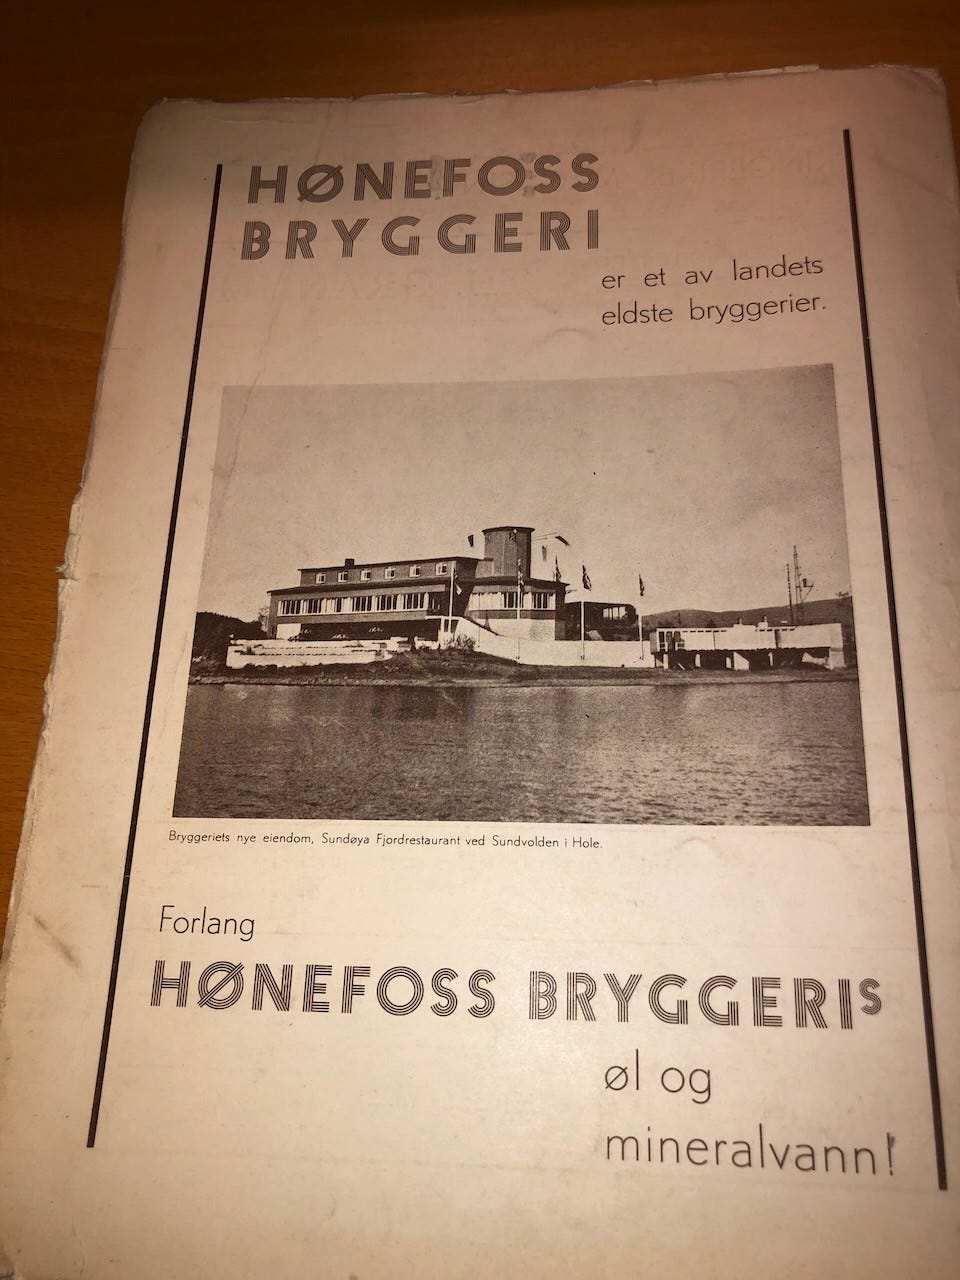 HØNEFOSS
BRYGGERI
er et av landets
eldste bryggerier.
Bryggeriets nye eiendom, Sundøya Fjordrestaurant ved Sundvolden i Hole.
Forlang
HØNEFOSS BRYGGERIS
øl og
mineralvann!